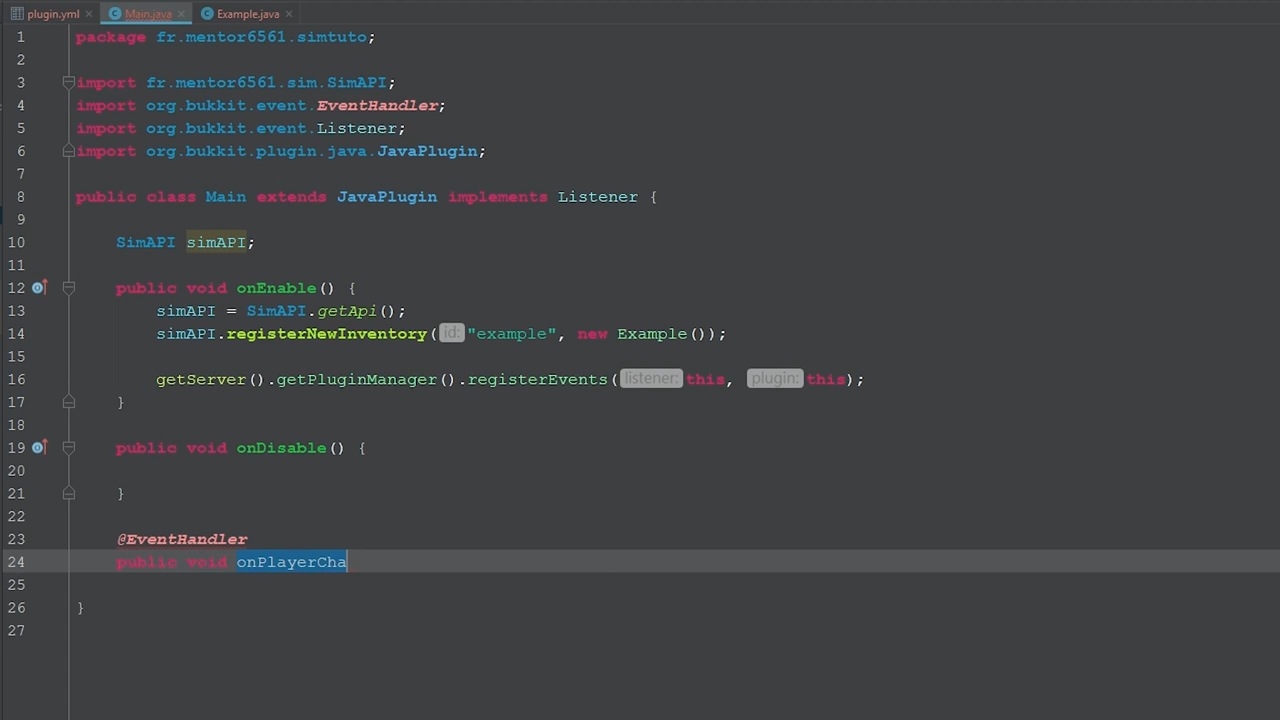 plugin.yml Main.java Example.java
1 package fr.mentor6561.simtuto;
2
3 import fr.mentor6561.sim.SimAPI;
4 import org.bukkit.event.EventHandler;
5 import org.bukkit.event.Listener;
6 import org.bukkit.plugin.java.JavaPlugin;
7
8 public class Main extends JavaPlugin implements Listener {
9
10 SimAPI simAPI;
11
12 public void onEnable() {
13 simAPI = SimAPI.getApi();
14 simAPI.registerNewInventory( id: "example", new Example());
15
16 getServer().getPluginManager().registerEvents( listener: this, plugin: this);
17 }
18
19 public void onDisable() {
20
21 }
22
23 @EventHandler
24 public void onPlayerCha
25
26 }
27